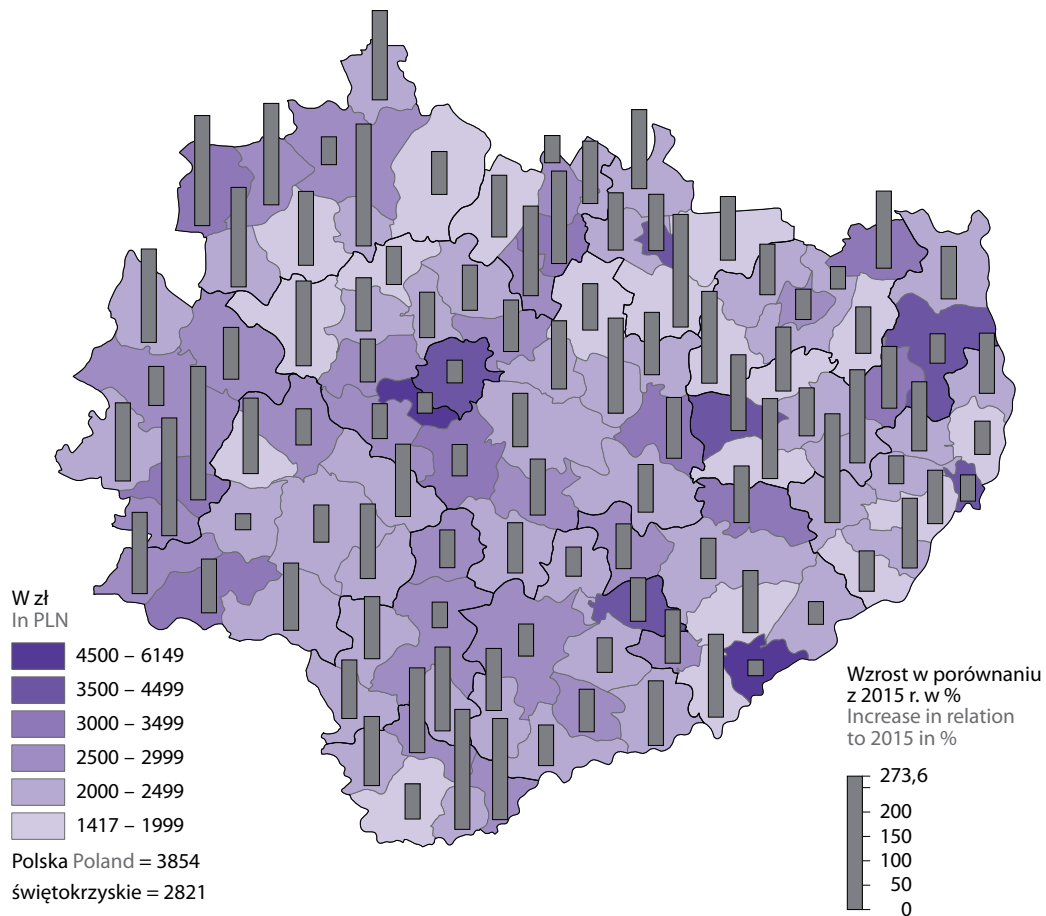 W zł
In PLN
4500 – 6149
3500 – 4499
3000 – 3499
2500 – 2999
2000 – 2499
1417 – 1999
Polska Poland = 3854
świętokrzyskie = 2821
Wzrost w porównaniu
z 2015 r. w %
Increase in relation
to 2015 in %
273,6
200
150
100
50
0